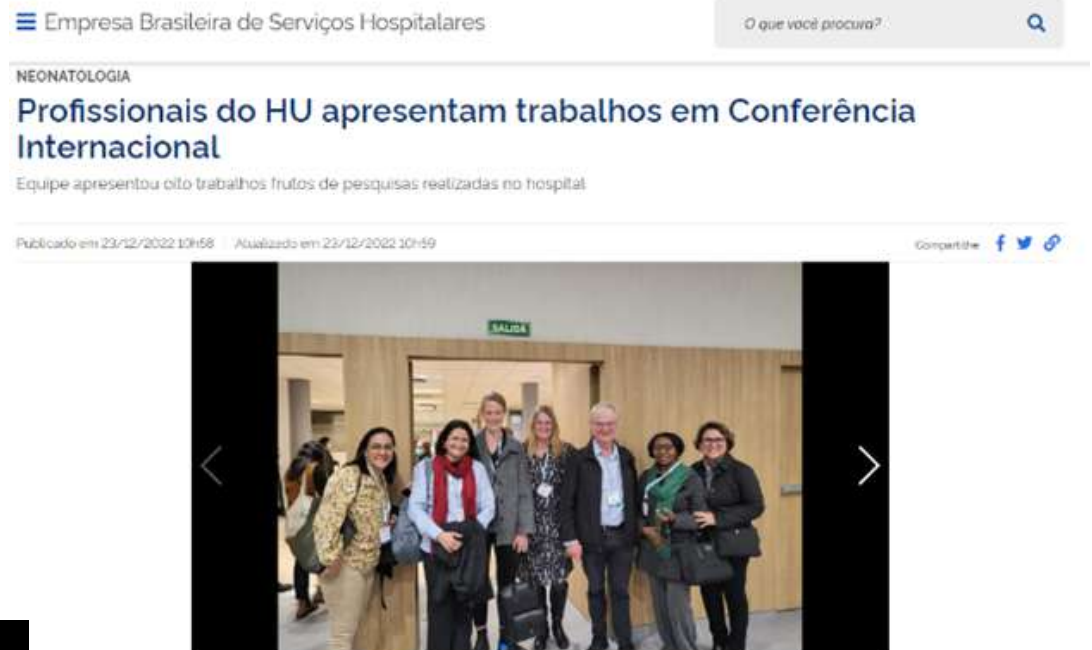 Empresa Brasileira de Serviços Hospitalares
O que você procura?
NEONATOLOGIA
Profissionais do HU apresentam trabalhos em Conferência
Internacional
Equipe apresentou oito trabalhos frutos de pesquisas realizadas no hospital
Publicado em 23/12/2022 10h58 Atualizado em 23/12/2022 10h59
Compartilhe
SALIDA